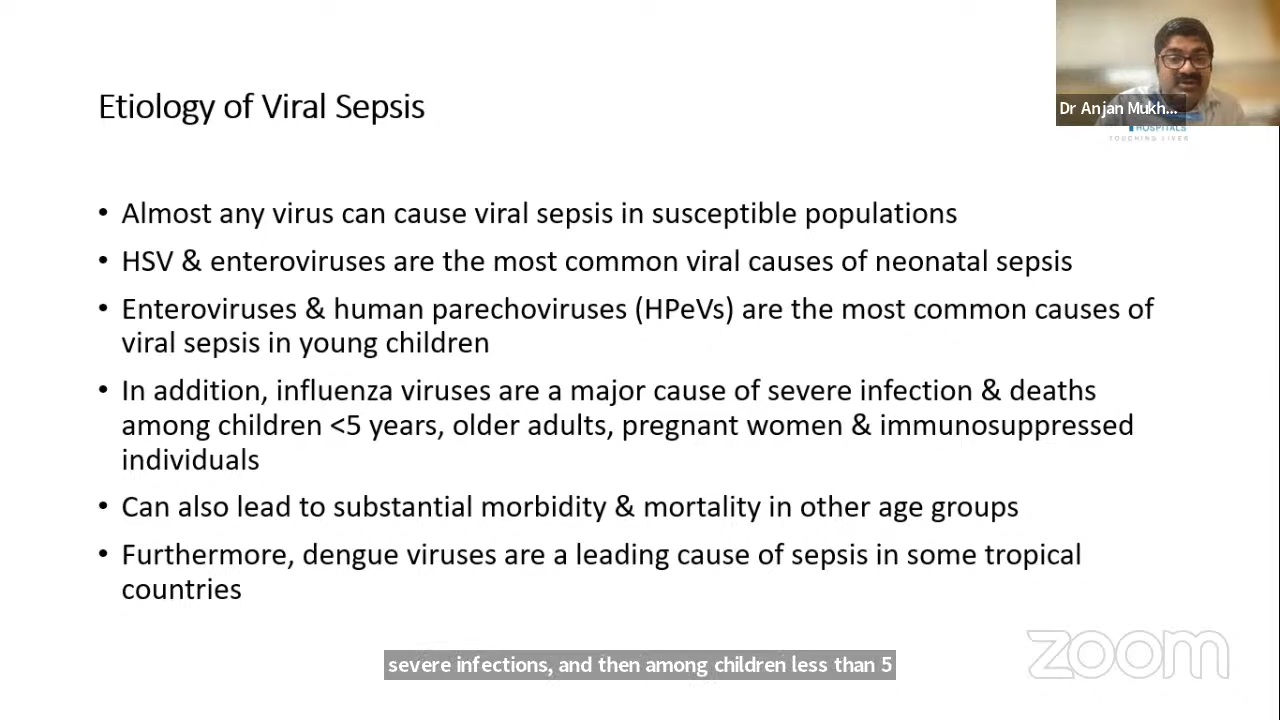 Etiology of Viral Sepsis
Dr Anjan Mukh...
HOSPITALS
TOUCHING LIVER
• Almost any virus can cause viral sepsis in susceptible populations
• HSV & enteroviruses are the most common viral causes of neonatal sepsis
• Enteroviruses & human parechoviruses (HPeVs) are the most common causes of
viral sepsis in young children
• In addition, influenza viruses are a major cause of severe infection & deaths
among children <5 years, older adults, pregnant women & immunosuppressed
individuals
• Can also lead to substantial morbidity & mortality in other age groups
• Furthermore, dengue viruses are a leading cause of sepsis in some tropical
countries
severe infections, and then among children less than 5
zoom